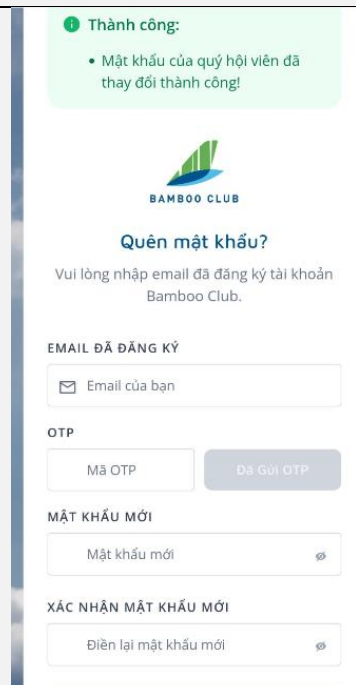 Thành công:
• Mật khẩu của quý hội viên đã
thay đổi thành công!
BAMBOO CLUB
Quên mật khẩu?
Vui lòng nhập email đã đăng ký tài khoản
Bamboo Club.
EMAIL ĐÃ ĐĂNG KÝ
Email của bạn
OTP
Mã OTP
Đã Gửi OTP
MẬT KHẨU MỚI
Mật khẩu mới
XÁC NHẬN MẬT KHẨU MỚI
Điền lại mật khẩu mới